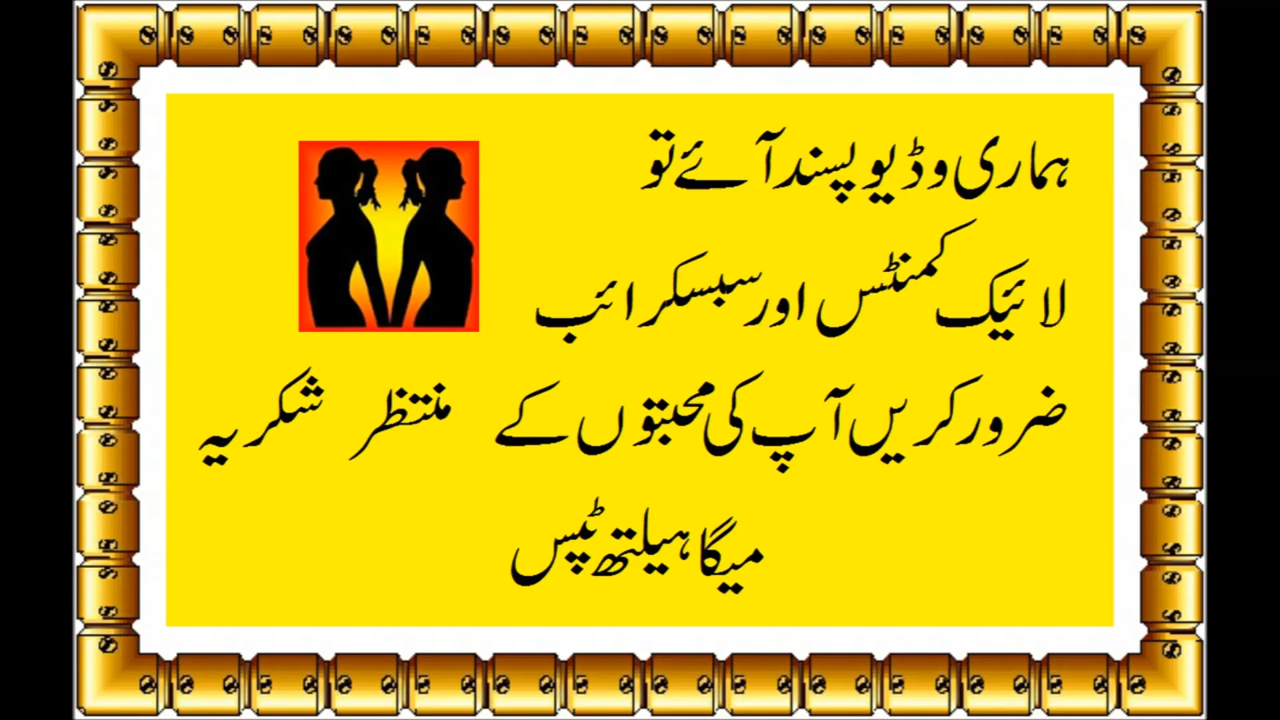 ہماری وڈیو پسند آئے تو
لائیک کمنٹس اور سبسکرائب
ضرور کریں آپ کی محبتوں کے منتظر شکریہ
میگا ہیلتھ ٹپس